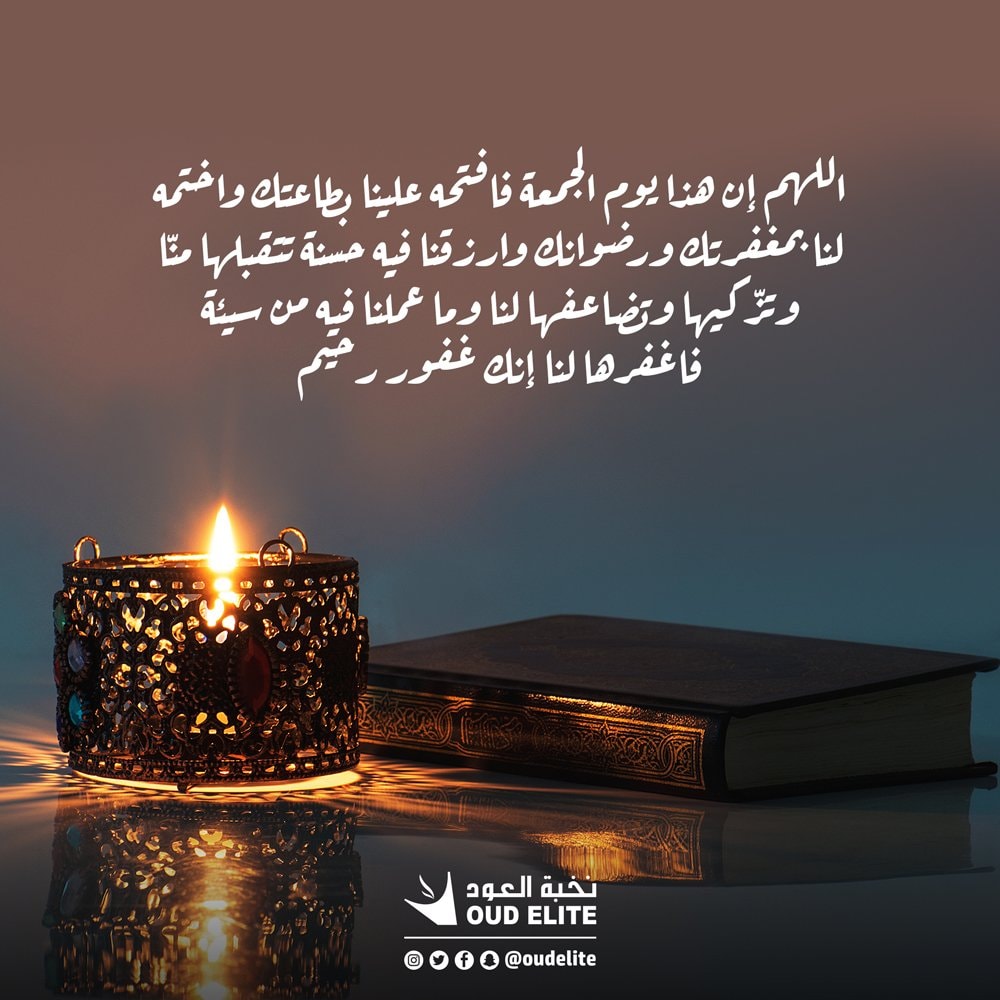 اللهم إن هذا يوم الجمعة فافتحه علينا بطاعتك واختمه
لنا بمغفرتك ورضوانك وارزقنا فيه حسنة تتقبلها منّا
وتزّكيها وتضاعفها لنا وما عملنا فيه من سيئة
فاغفرها لنا إنك غفور رحيم
نخبة العود
OUD ELITE
@oudelite